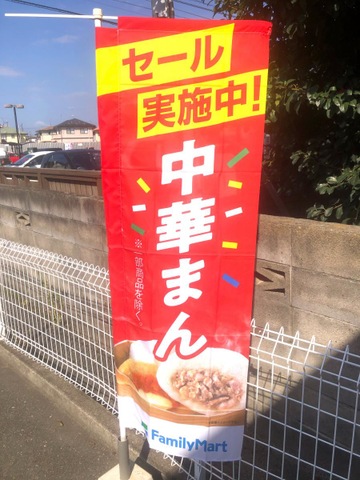 セール
実施中!
中華まん
※一部商品を除く
FamilyMart